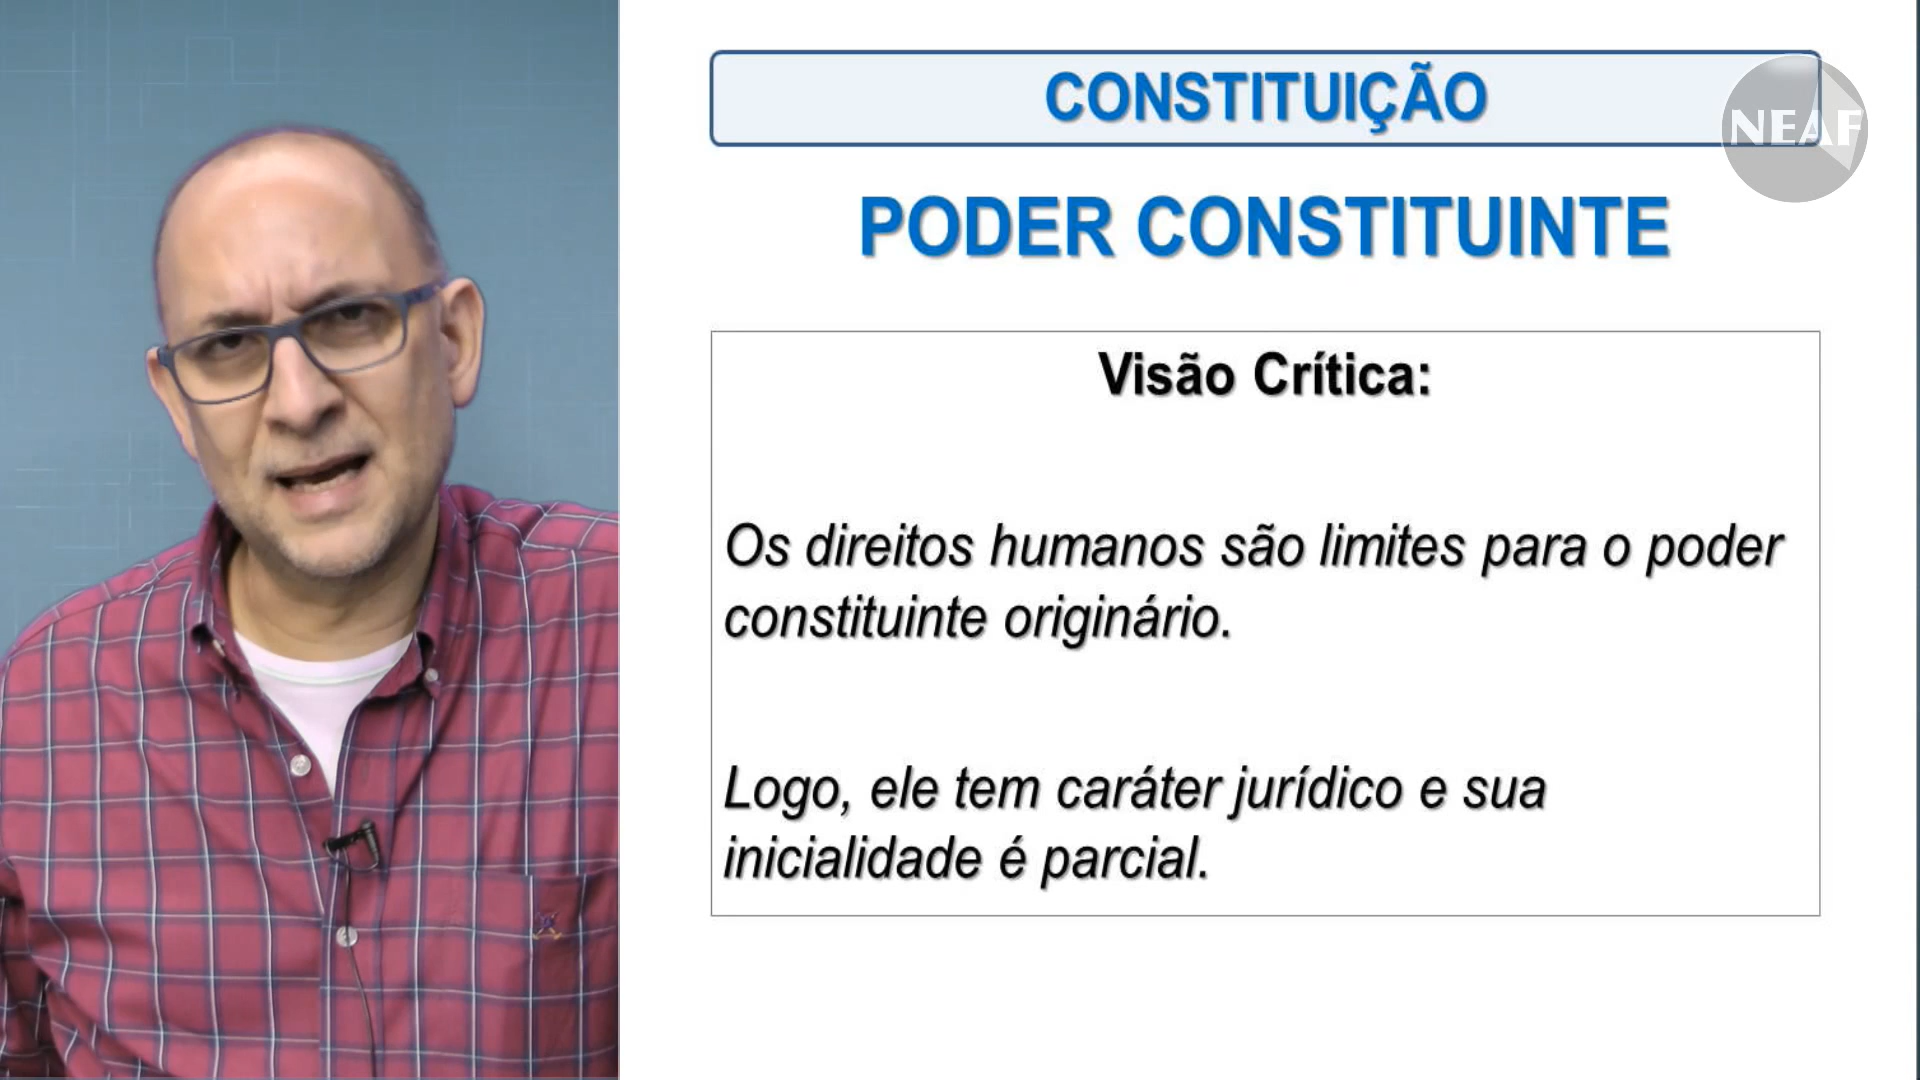 CONSTITUIÇÃO
NEAF
PODER CONSTITUINTE
Visão Crítica:
Os direitos humanos são limites para o poder
constituinte originário.
Logo, ele tem caráter jurídico e sua
inicialidade é parcial.